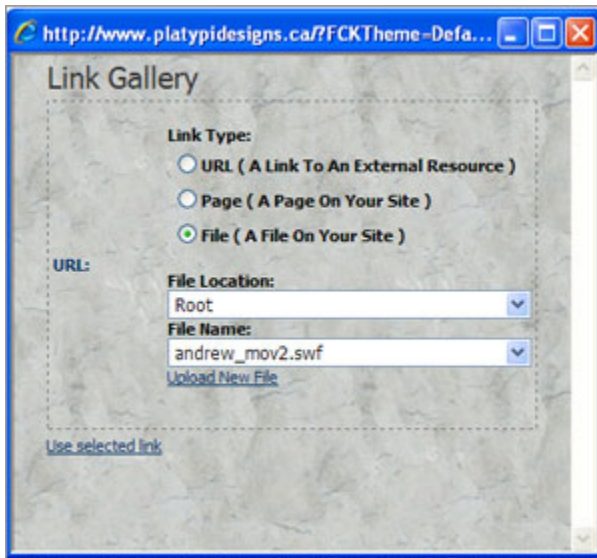 http://www.platypidesigns.ca/?FCKTheme=Defa...
Link Gallery
Link Type:
URL ( A Link To An External Resource )
Page ( A Page On Your Site )
File ( A File On Your Site )
URL:
File Location:
Root
File Name:
andrew_mov2.swf
Upload New File
Use selected link